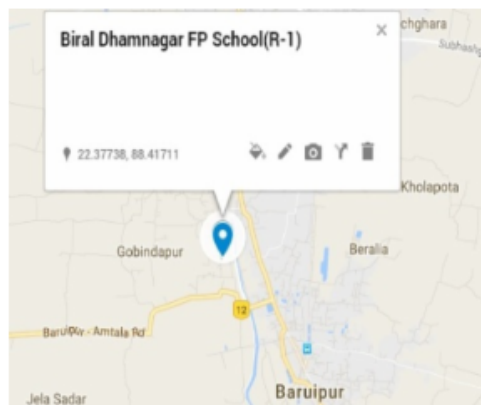 Biral Dhamnagar FP School(R-1)
×
chghara
Subhashg
22.37738, 88.41711
Kholapota
Gobindapur
Beralia
12
Baruipur - Amtala Rd
Baruipur
Jela Sadar